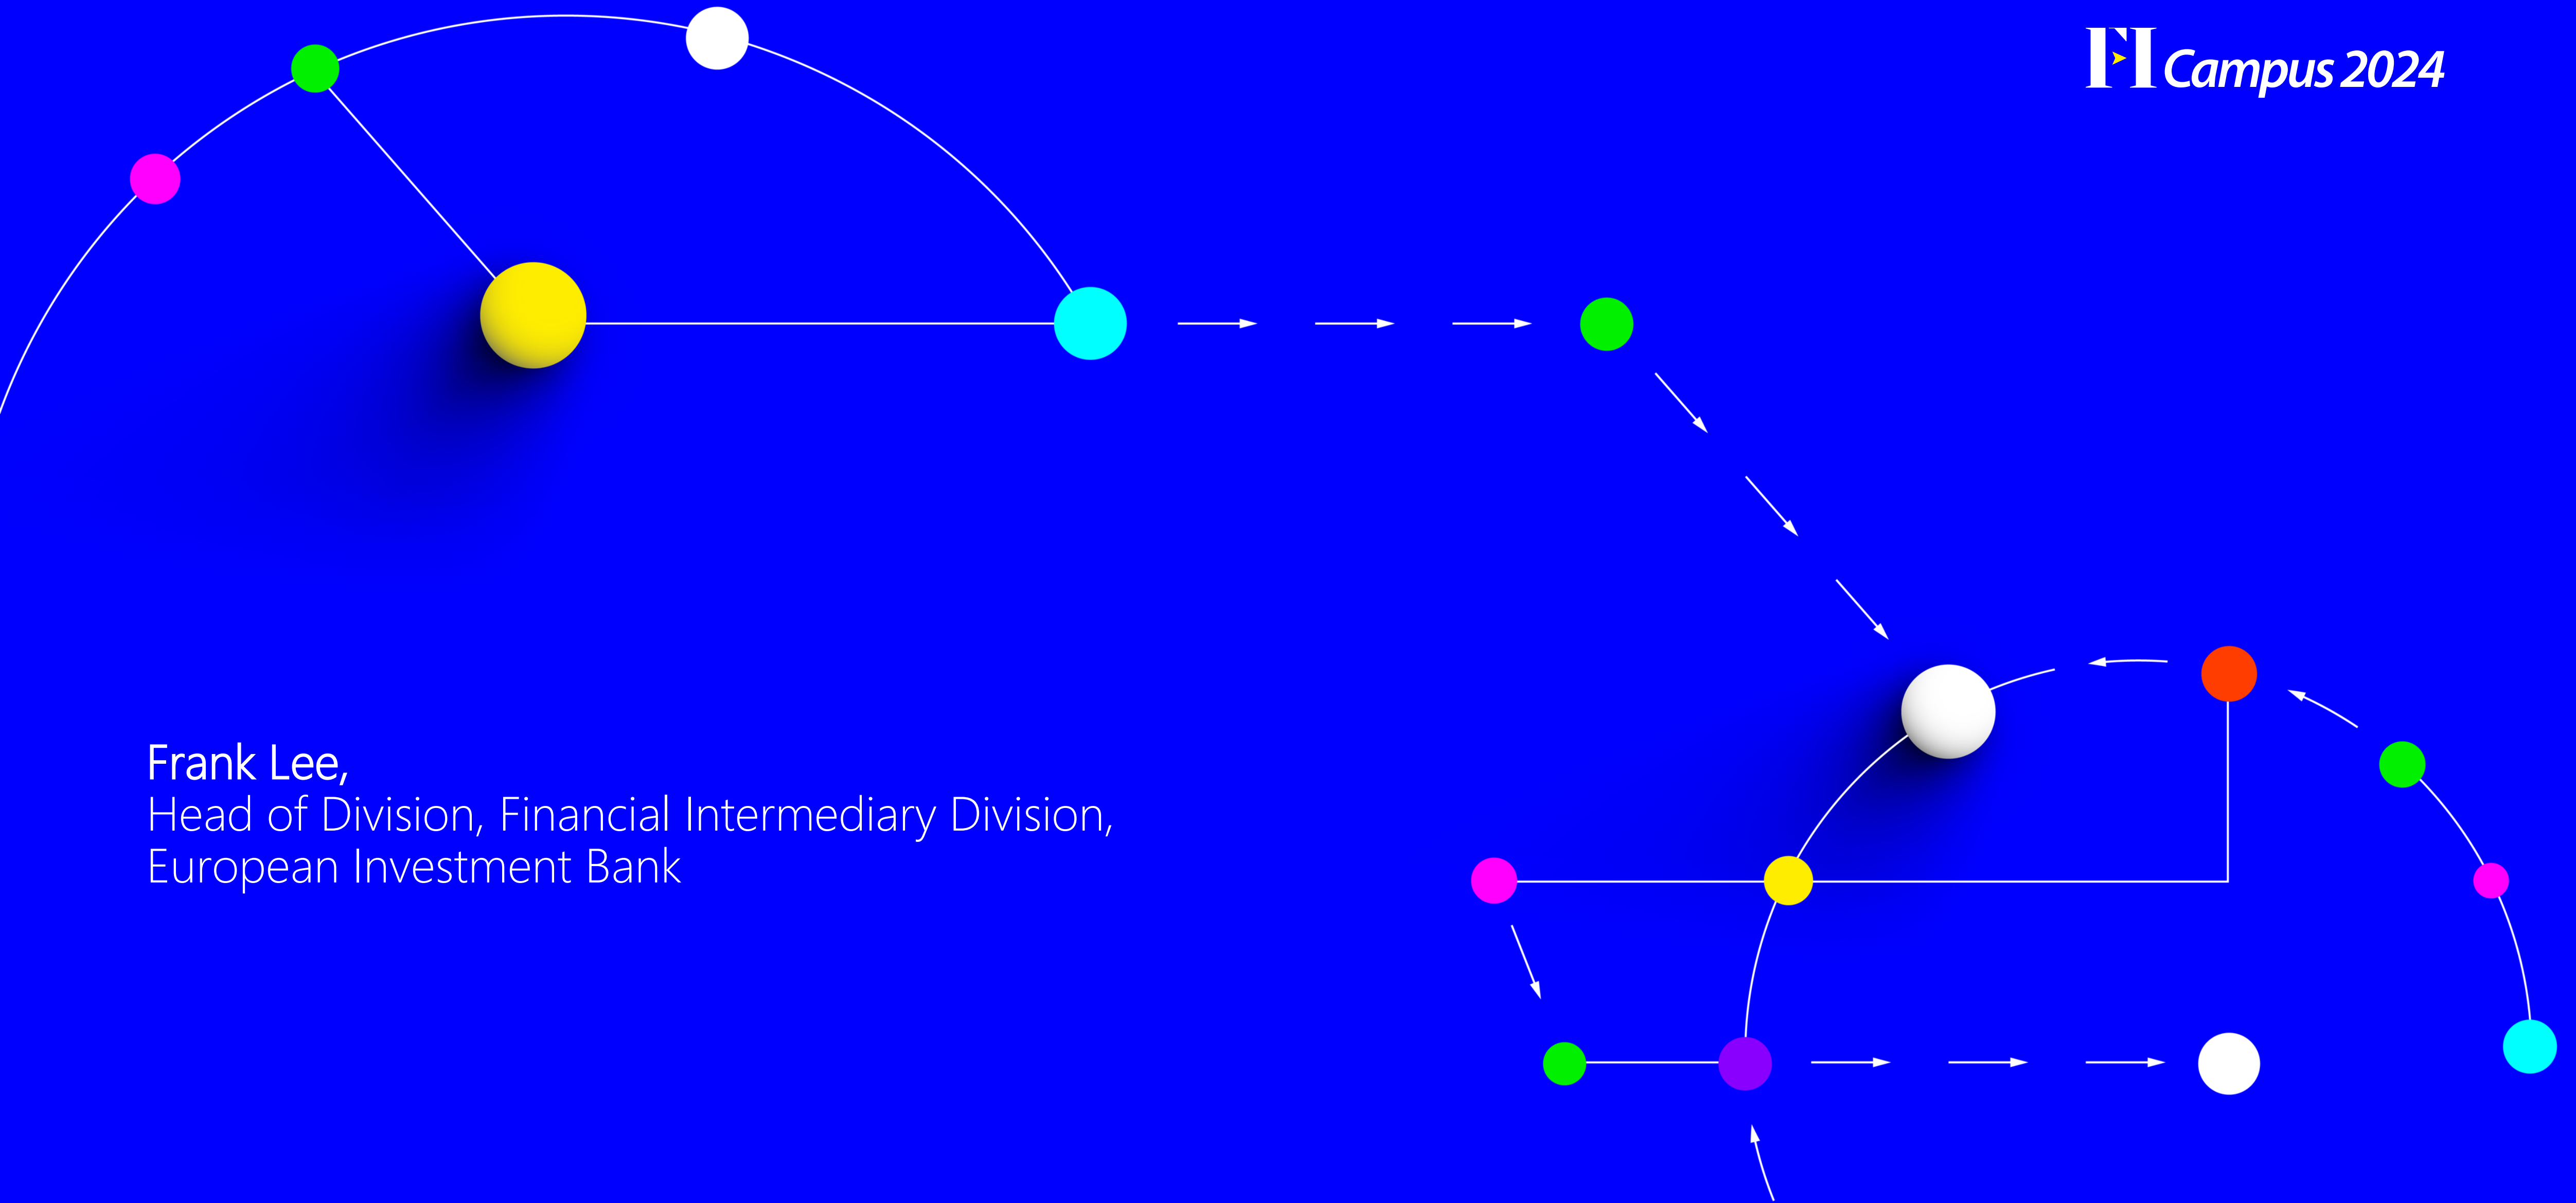 FI Campus 2024
Frank Lee,
Head of Division, Financial Intermediary Division,
European Investment Bank